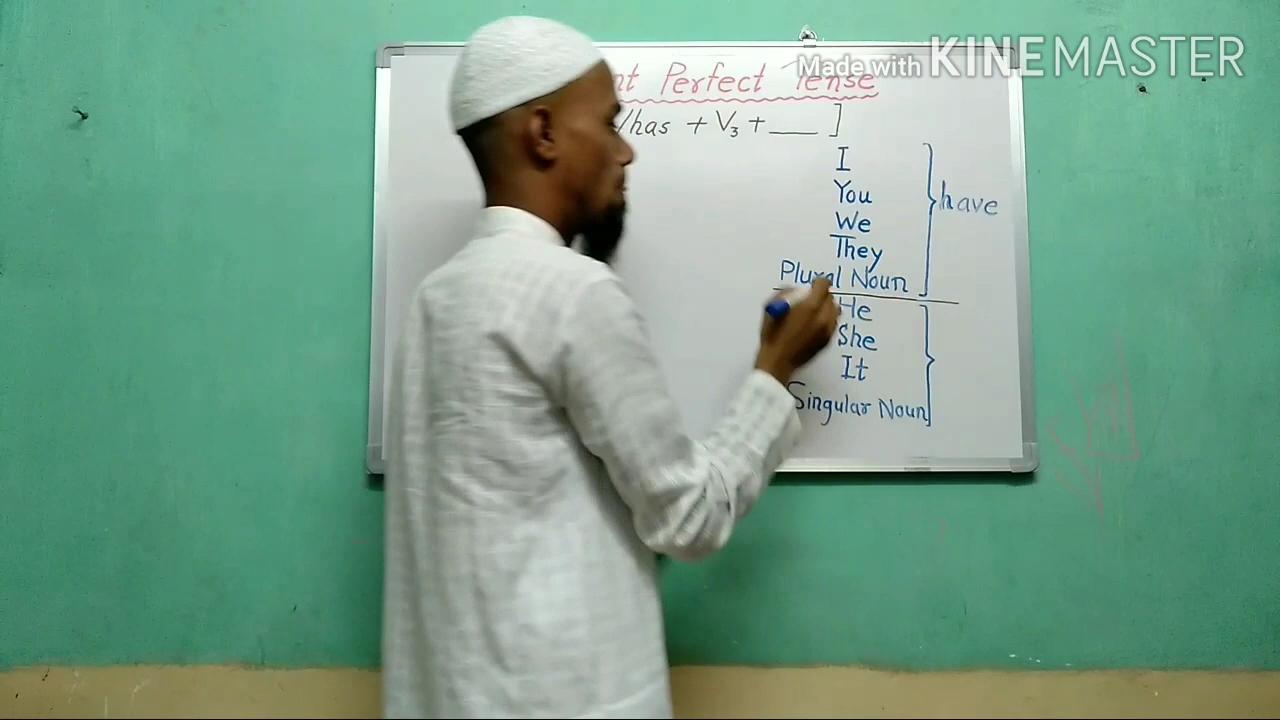 Made with KINEMASTER
nt Perfect Tense
/has + V₃ + ___ ]
I
You
We
They
Plural Noun
have
He
She
It
Singular Noun